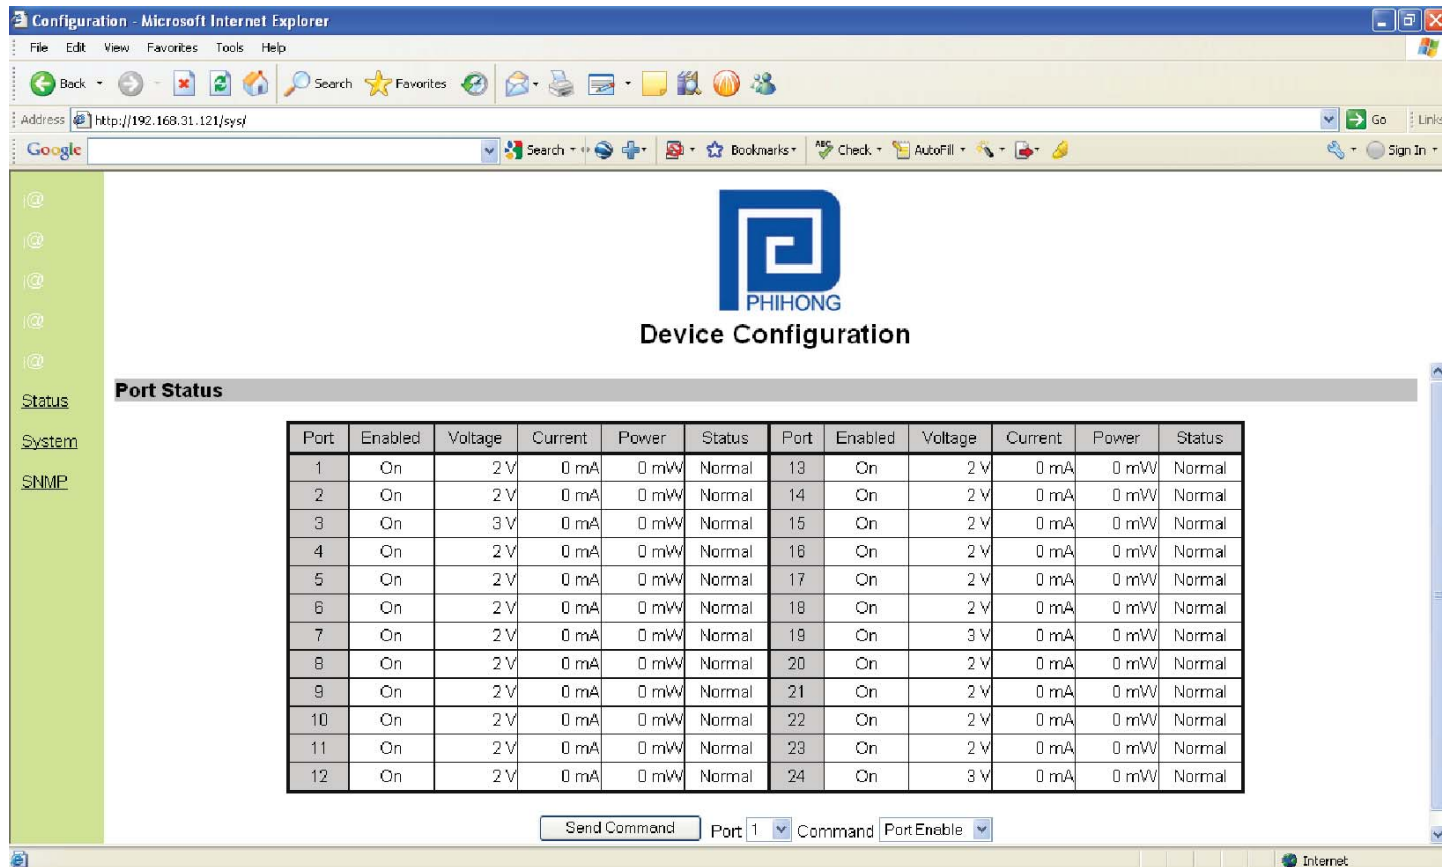 Configuration - Microsoft Internet Explorer
File Edit View Favorites Tools Help
Back Search Favorites
Address http://192.168.31.121/sys/ Go Links
Google Search Bookmarks ABC Check AutoFill Sign In
PHIHONG
Device Configuration
¡@
¡@
¡@
¡@
¡@
Status
System
SNMP
Port Status
Port Enabled Voltage Current Power Status Port Enabled Voltage Current Power Status
1 On 2 V 0 mA 0 mW Normal 13 On 2 V 0 mA 0 mW Normal
2 On 2 V 0 mA 0 mW Normal 14 On 2 V 0 mA 0 mW Normal
3 On 3 V 0 mA 0 mW Normal 15 On 2 V 0 mA 0 mW Normal
4 On 2 V 0 mA 0 mW Normal 16 On 2 V 0 mA 0 mW Normal
5 On 2 V 0 mA 0 mW Normal 17 On 2 V 0 mA 0 mW Normal
6 On 2 V 0 mA 0 mW Normal 18 On 2 V 0 mA 0 mW Normal
7 On 2 V 0 mA 0 mW Normal 19 On 3 V 0 mA 0 mW Normal
8 On 2 V 0 mA 0 mW Normal 20 On 2 V 0 mA 0 mW Normal
9 On 2 V 0 mA 0 mW Normal 21 On 2 V 0 mA 0 mW Normal
10 On 2 V 0 mA 0 mW Normal 22 On 2 V 0 mA 0 mW Normal
11 On 2 V 0 mA 0 mW Normal 23 On 2 V 0 mA 0 mW Normal
12 On 2 V 0 mA 0 mW Normal 24 On 3 V 0 mA 0 mW Normal
Send Command Port 1 Command Port Enable
Internet